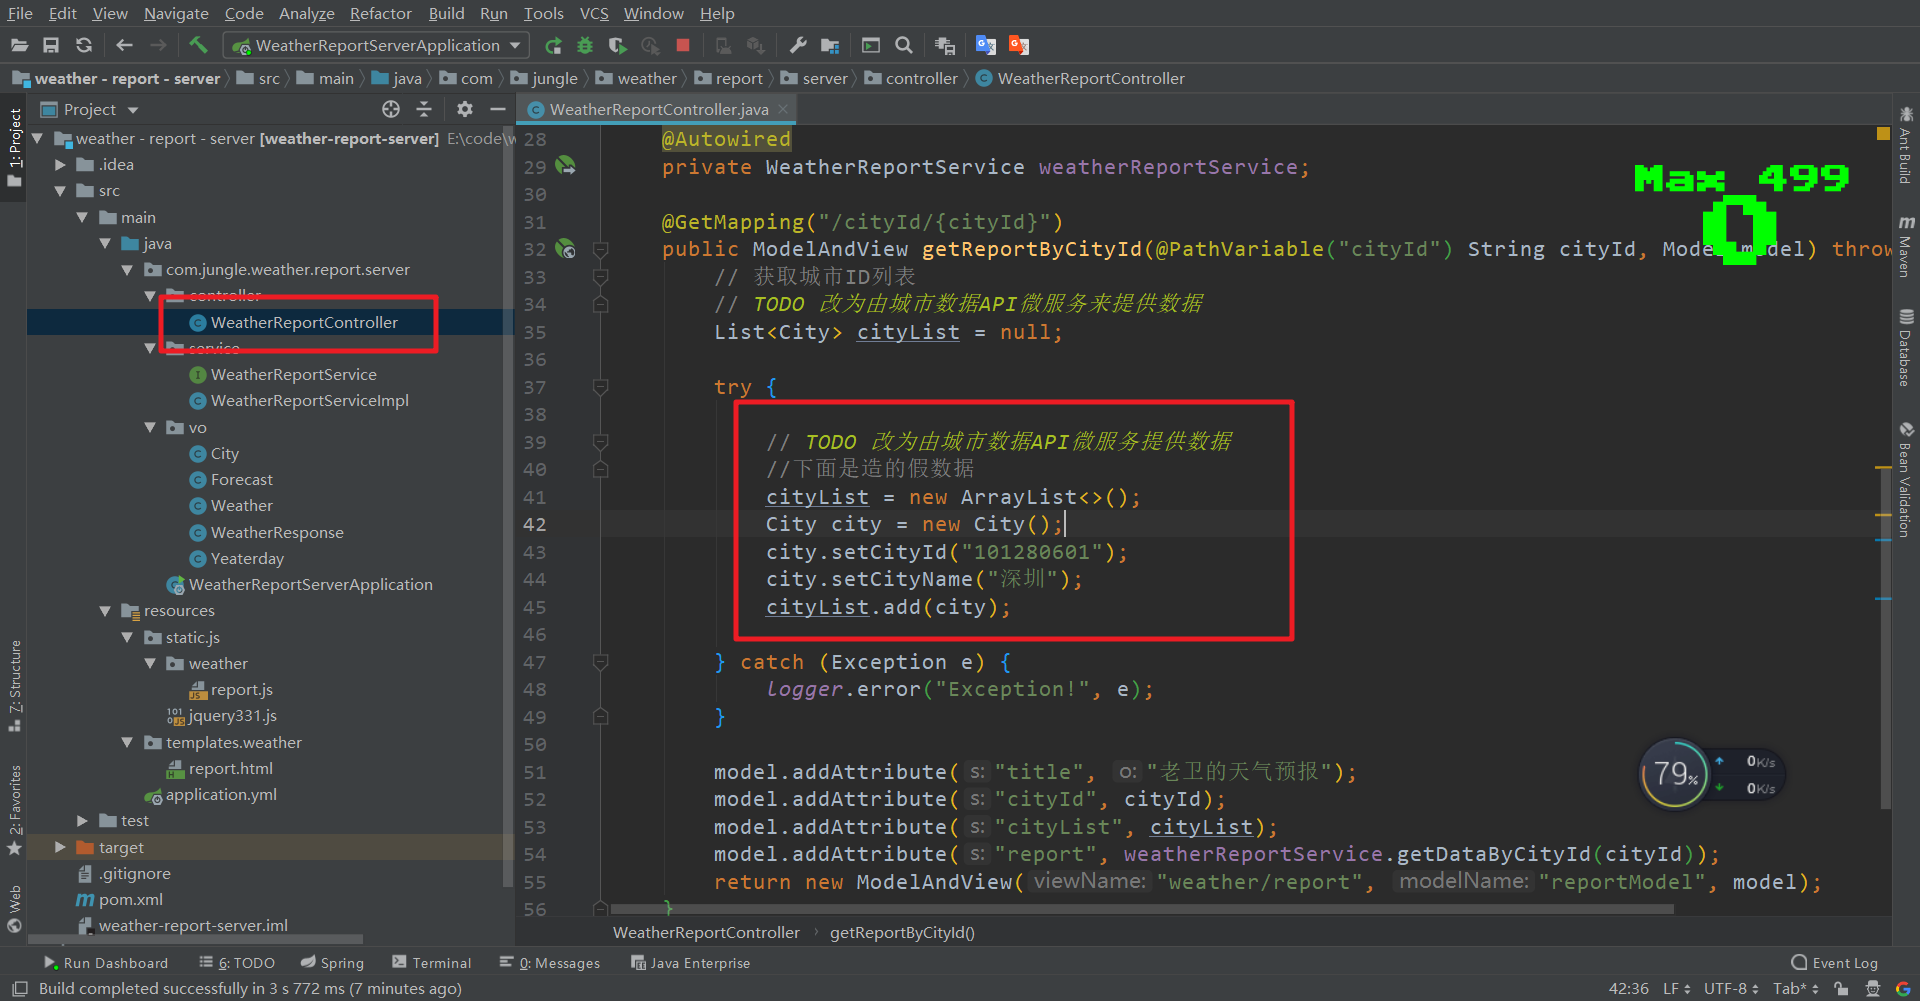 File Edit View Navigate Code Analyze Refactor Build Run Tools VCS Window Help
WeatherReportServerApplication
weather - report - server src main java com jungle weather report server controller WeatherReportController
Project
WeatherReportController.java
1: Project
7: Structure
2: Favorites
Web
weather - report - server [weather-report-server] E:\code\w
.idea
src
main
java
com.jungle.weather.report.server
controller
WeatherReportController
service
WeatherReportService
WeatherReportServiceImpl
vo
City
Forecast
Weather
WeatherResponse
Yeaterday
WeatherReportServerApplication
resources
static.js
weather
report.js
jquery331.js
templates.weather
report.html
application.yml
test
target
.gitignore
pom.xml
weather-report-server.iml
28 @Autowired
29 private WeatherReportService weatherReportService;
30
31 @GetMapping("/cityId/{cityId}")
32 public ModelAndView getReportByCityId(@PathVariable("cityId") String cityId, Model model) throw
33 // 获取城市ID列表
34 // TODO 改为由城市数据API微服务来提供数据
35 List<City> cityList = null;
36
37 try {
38
39 // TODO 改为由城市数据API微服务提供数据
40 //下面是造的假数据
41 cityList = new ArrayList<>();
42 City city = new City();
43 city.setCityId("101280601");
44 city.setCityName("深圳");
45 cityList.add(city);
46
47 } catch (Exception e) {
48 logger.error("Exception!", e);
49 }
50
51 model.addAttribute( s: "title", o: "老卫的天气预报");
52 model.addAttribute( s: "cityId", cityId);
53 model.addAttribute( s: "cityList", cityList);
54 model.addAttribute( s: "report", weatherReportService.getDataByCityId(cityId));
55 return new ModelAndView( viewName: "weather/report", modelName: "reportModel", model);
56 }
Max 499
0
79%
0K/s
0K/s
Ant Build
Maven
Database
Bean Validation
WeatherReportController getReportByCityId()
Run Dashboard 6: TODO Spring Terminal 0: Messages Java Enterprise Event Log
Build completed successfully in 3 s 772 ms (7 minutes ago) 42:36 LF UTF-8 Tab*